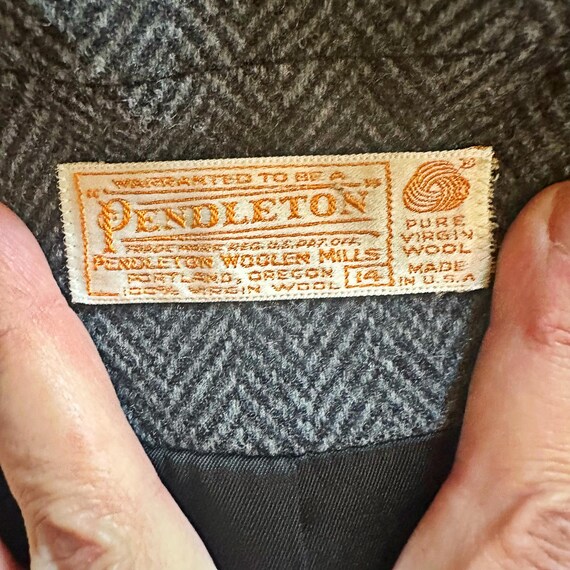 WARRANTED TO BE A
"PENDLETON"
TRADE MARK REG. U.S. PAT. OFF.
PENDLETON WOOLEN MILLS
PORTLAND, OREGON
100% VIRGIN WOOL
14
PURE
VIRGIN
WOOL
MADE
IN U.S.A